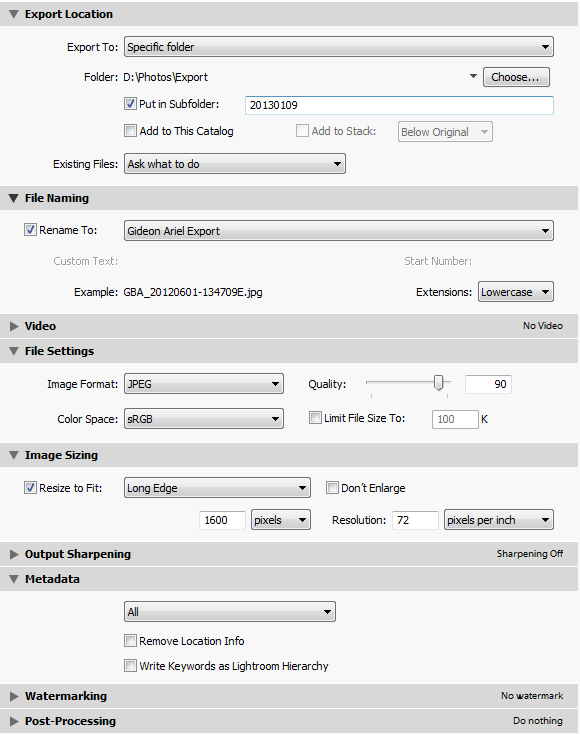 Export Location
Export To: Specific folder
Folder: D:\Photos\Export Choose...
Put in Subfolder: 20130109
Add to This Catalog Add to Stack: Below Original
Existing Files: Ask what to do
File Naming
Rename To: Gideon Ariel Export
Custom Text: Start Number:
Example: GBA_20120601-134709E.jpg Extensions: Lowercase
Video No Video
File Settings
Image Format: JPEG Quality: 90
Color Space: sRGB Limit File Size To: 100 K
Image Sizing
Resize to Fit: Long Edge Don't Enlarge
1600 pixels Resolution: 72 pixels per inch
Output Sharpening Sharpening Off
Metadata
All
Remove Location Info
Write Keywords as Lightroom Hierarchy
Watermarking No watermark
Post-Processing Do nothing